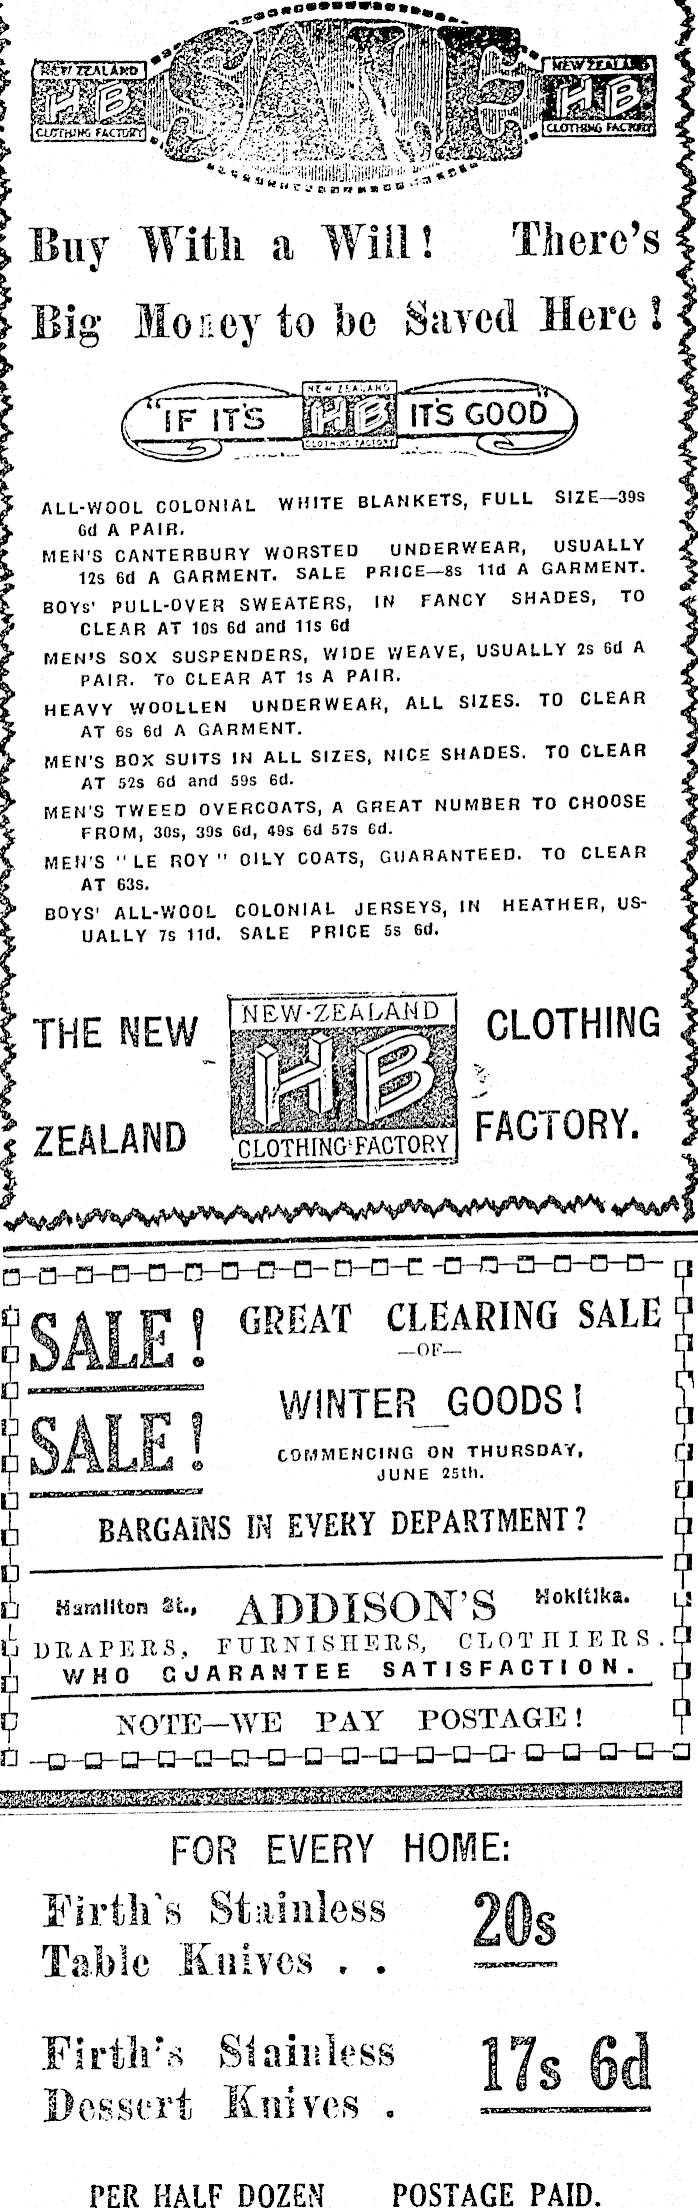 SALE
NEW ZEALAND
HB
CLOTHING FACTORY
NEW ZEALAND
HB
CLOTHING FACTORY
Buy With a Will! There's
Big Money to be Saved Here!
"IF IT'S
NEW ZEALAND
HB
CLOTHING FACTORY
IT'S GOOD"
ALL-WOOL COLONIAL WHITE BLANKETS, FULL SIZE—39s
6d A PAIR.
MEN'S CANTERBURY WORSTED UNDERWEAR, USUALLY
12s 6d A GARMENT. SALE PRICE—8s 11d A GARMENT.
BOYS' PULL-OVER SWEATERS, IN FANCY SHADES, TO
CLEAR AT 10s 6d and 11s 6d
MEN'S SOX SUSPENDERS, WIDE WEAVE, USUALLY 2s 6d A
PAIR. To CLEAR AT 1s A PAIR.
HEAVY WOOLLEN UNDERWEAR, ALL SIZES. TO CLEAR
AT 6s 6d A GARMENT.
MEN'S BOX SUITS IN ALL SIZES, NICE SHADES. TO CLEAR
AT 52s 6d and 59s 6d.
MEN'S TWEED OVERCOATS, A GREAT NUMBER TO CHOOSE
FROM, 30s, 39s 6d, 49s 6d 57s 6d.
MEN'S "LE ROY" OILY COATS, GUARANTEED. TO CLEAR
AT 63s.
BOYS' ALL-WOOL COLONIAL JERSEYS, IN HEATHER, US-
UALLY 7s 11d. SALE PRICE 5s 6d.
THE NEW
ZEALAND
NEW·ZEALAND
HB
CLOTHING·FACTORY
CLOTHING
FACTORY.
SALE!
SALE!
GREAT CLEARING SALE
—OF—
WINTER GOODS!
COMMENCING ON THURSDAY,
JUNE 25th.
BARGAINS IN EVERY DEPARTMENT?
Hamilton St., ADDISON'S Hokitika.
DRAPERS, FURNISHERS, CLOTHIERS.
WHO GUARANTEE SATISFACTION.
NOTE—WE PAY POSTAGE!
FOR EVERY HOME:
Firth's Stainless
Table Knives . . 20s
Firth's Stainless
Dessert Knives . 17s 6d
PER HALF DOZEN POSTAGE PAID.